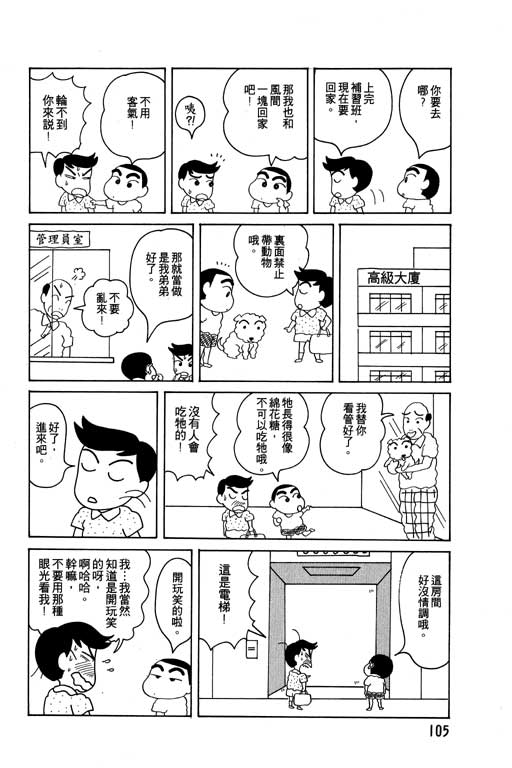 你要去
哪?
上完
補習班,
現在要
回家。
那我也和
風間
一塊回家
吧!
咦?!
不用
客氣!
輪不到
你來說!
高級大廈
裏面禁止
帶動物
哦。
那就當做
是我弟弟
好了。
不要
亂來!
管理員室
我替你
看管好了。
牠長得很像
綿花糖,
不可以吃牠哦。
沒有人會
吃牠的!
好了,
進來吧。
這房間
好沒情調哦。
這是
電梯!
開玩笑的啦。
我…我當然
知道是開玩笑
的呀,
啊哈哈。
幹嘛,
不要用那種
眼光看我!
105